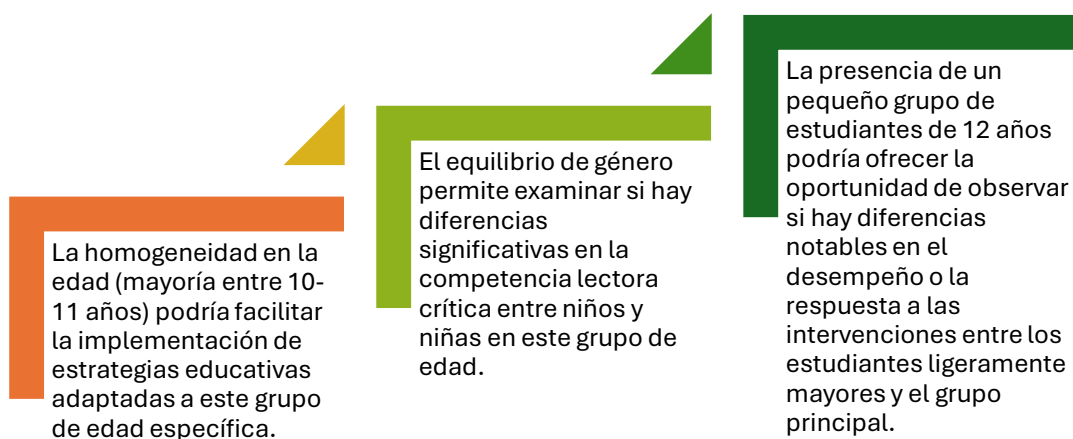 La homogeneidad en la
edad (mayoría entre 10-
11 años) podría facilitar
la implementación de
estrategias educativas
adaptadas a este grupo
de edad específica.
El equilibrio de género
permite examinar si hay
diferencias
significativas en la
competencia lectora
crítica entre niños y
niñas en este grupo de
edad.
La presencia de un
pequeño grupo de
estudiantes de 12 años
podría ofrecer la
oportunidad de observar
si hay diferencias
notables en el
desempeño o la
respuesta a las
intervenciones entre los
estudiantes ligeramente
mayores y el grupo
principal.